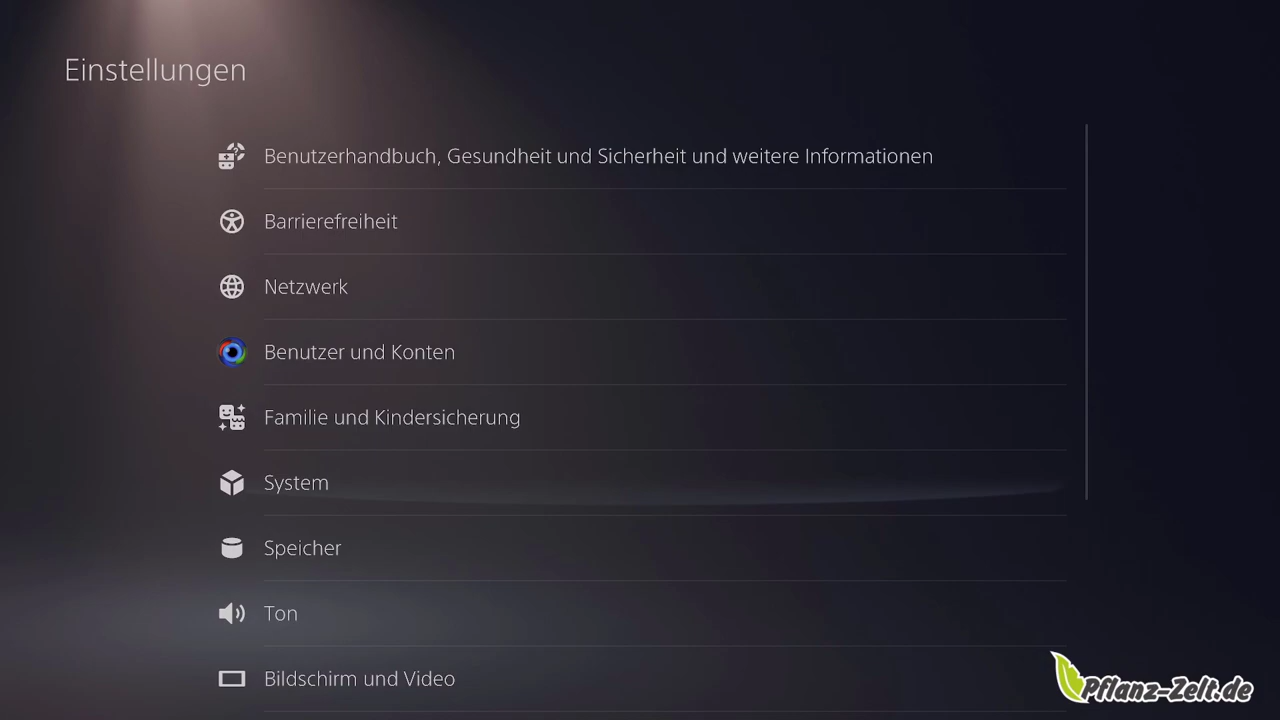 Einstellungen
Benutzerhandbuch, Gesundheit und Sicherheit und weitere Informationen
Barrierefreiheit
Netzwerk
Benutzer und Konten
Familie und Kindersicherung
System
Speicher
Ton
Bildschirm und Video
Pflanz-Zelt.de